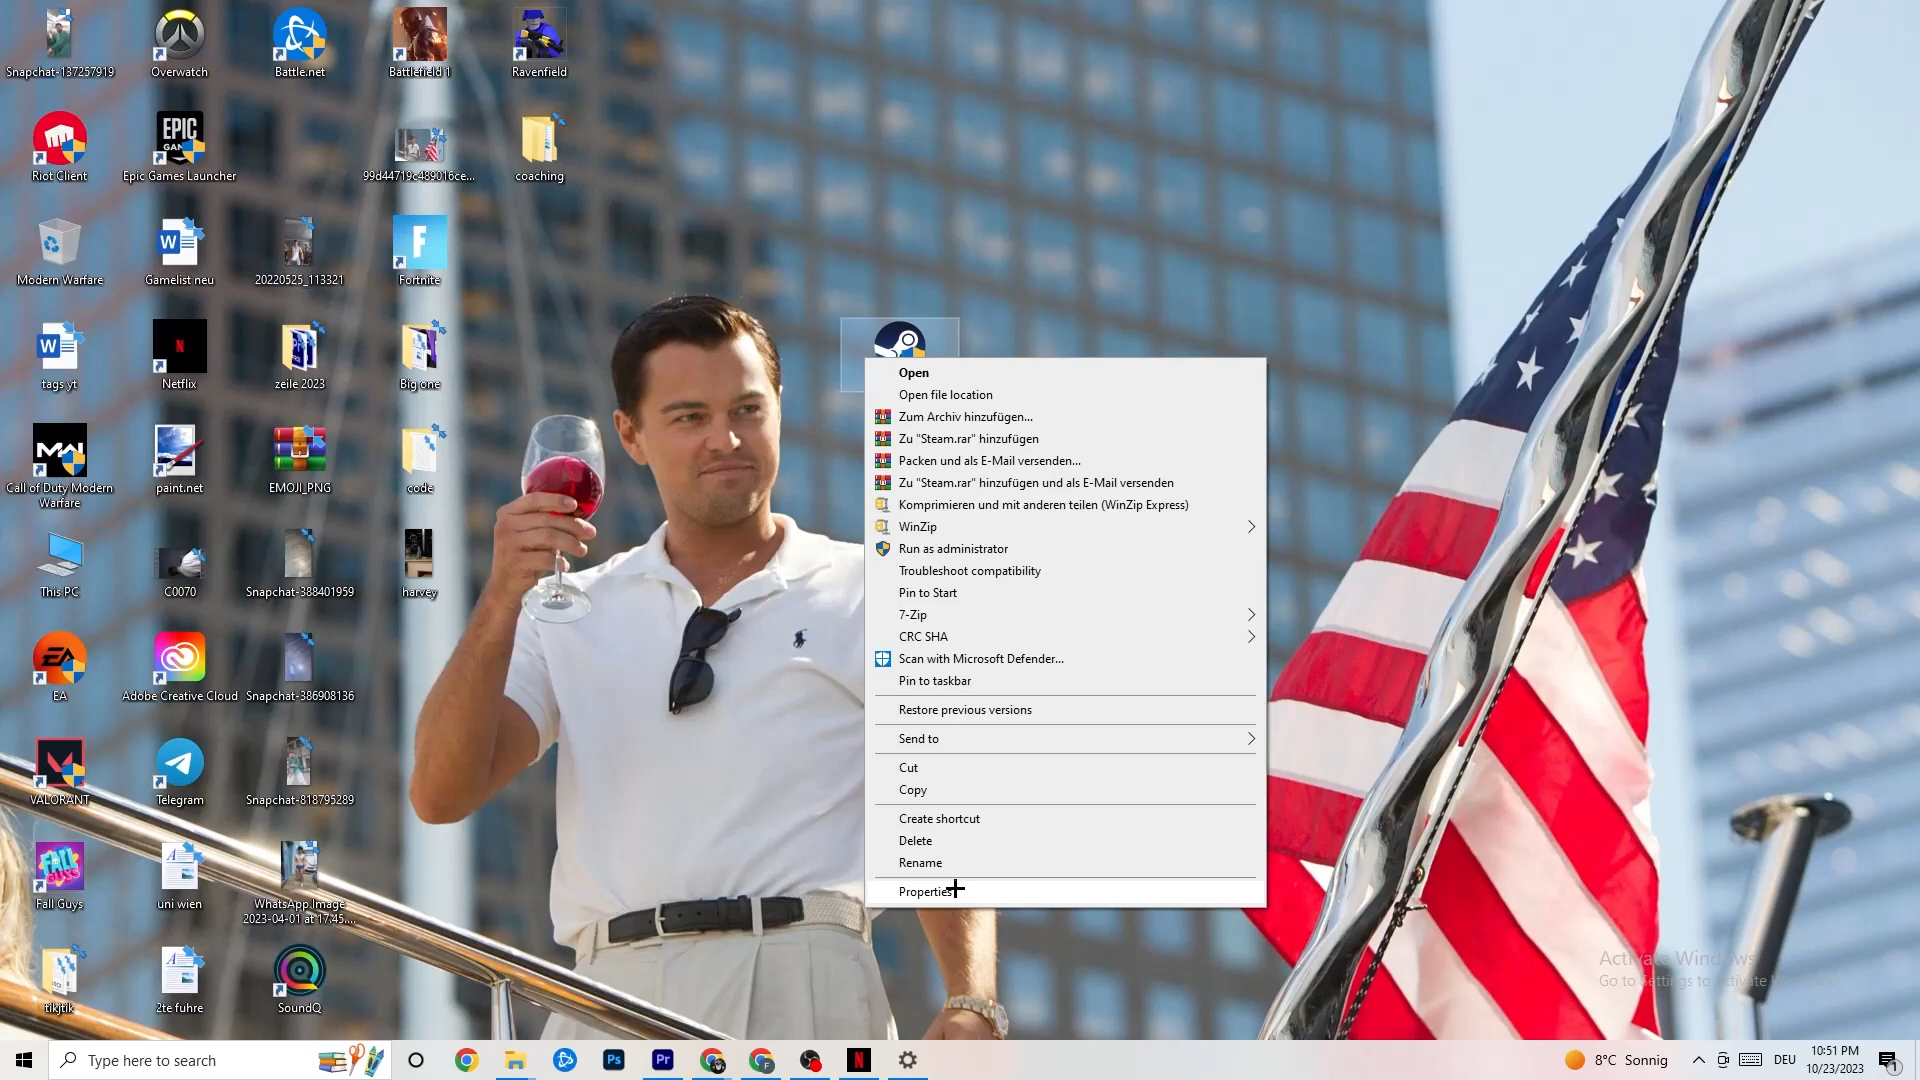 Snapchat-137257919
Overwatch
Battle.net
Battlefield 1
Ravenfield
EPIC
Riot Client
Epic Games Launcher
99d44719c489016ce...
coaching
Modern Warfare
Gamelist neu
20220525_113321
Fortnite
tags yt
Netflix
zeile 2023
Big one
Call of Duty Modern
Warfare
paint.net
EMOJI_PNG
code
This PC
C0070
Snapchat-388401959
harvey
EA
Adobe Creative Cloud
Snapchat-386908136
VALORANT
Telegram
Snapchat-818795289
Fall Guys
uni wien
WhatsApp Image
2023-04-01 at 17.45....
tikjtik
2te fuhre
SoundQ
Open
Open file location
Zum Archiv hinzufügen...
Zu "Steam.rar" hinzufügen
Packen und als E-Mail versenden...
Zu "Steam.rar" hinzufügen und als E-Mail versenden
Komprimieren und mit anderen teilen (WinZip Express)
WinZip
Run as administrator
Troubleshoot compatibility
Pin to Start
7-Zip
CRC SHA
Scan with Microsoft Defender...
Pin to taskbar
Restore previous versions
Send to
Cut
Copy
Create shortcut
Delete
Rename
Properties
Activate Windows
Go to Settings to activate
Type here to search
Ps
Pr
8°C Sonnig
DEU
10:51 PM
10/23/2023
1